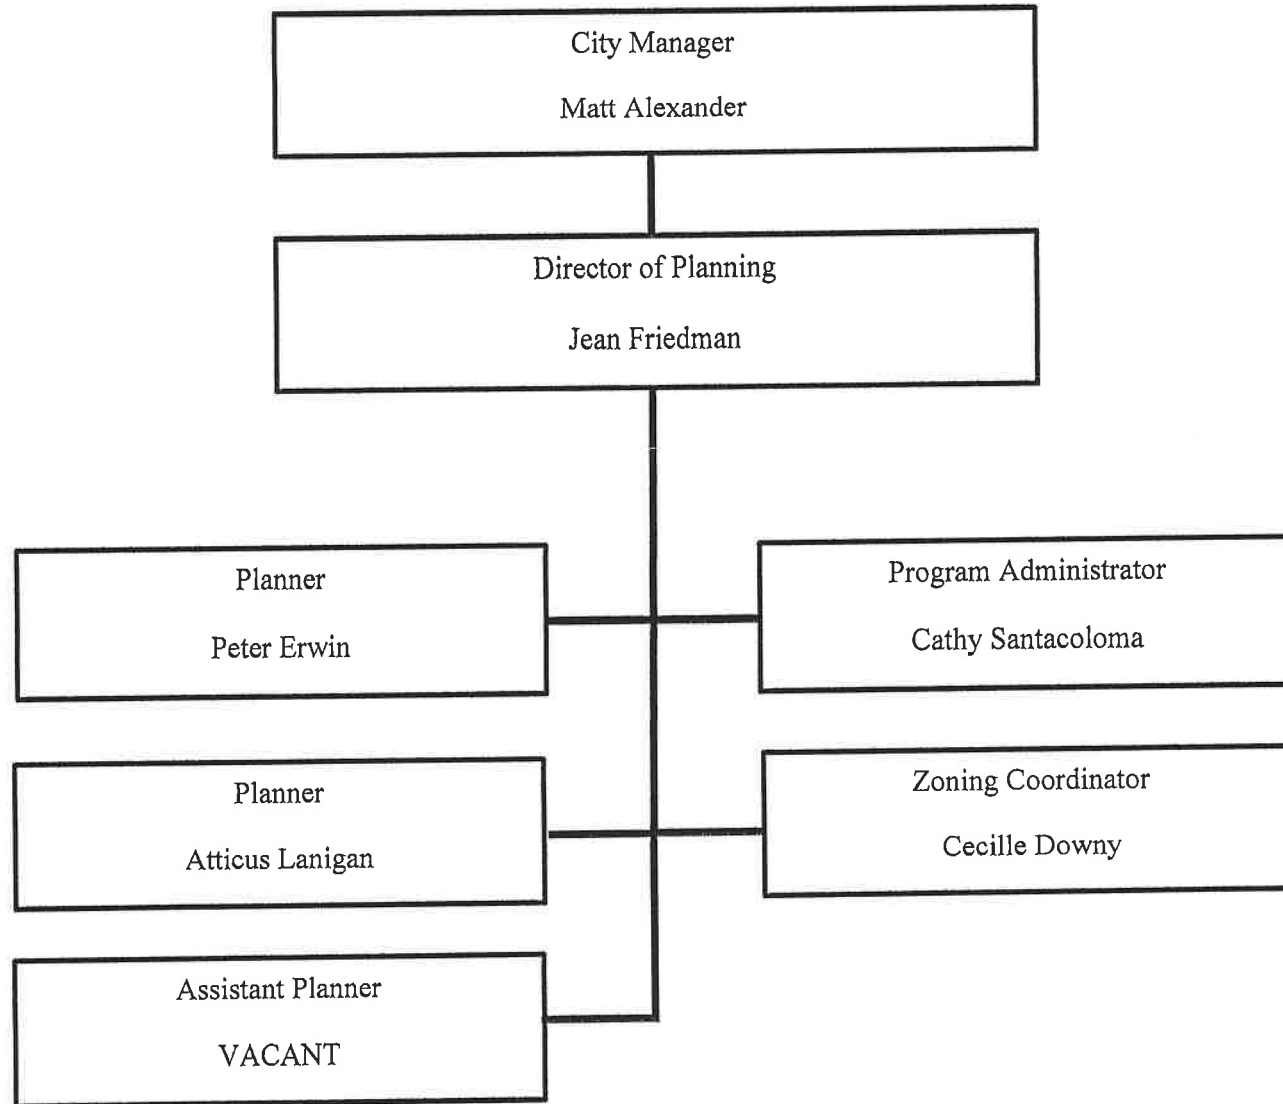 City Manager
Matt Alexander
Director of Planning
Jean Friedman
Planner
Peter Erwin
Program Administrator
Cathy Santacoloma
Planner
Atticus Lanigan
Zoning Coordinator
Cecille Downy
Assistant Planner
VACANT